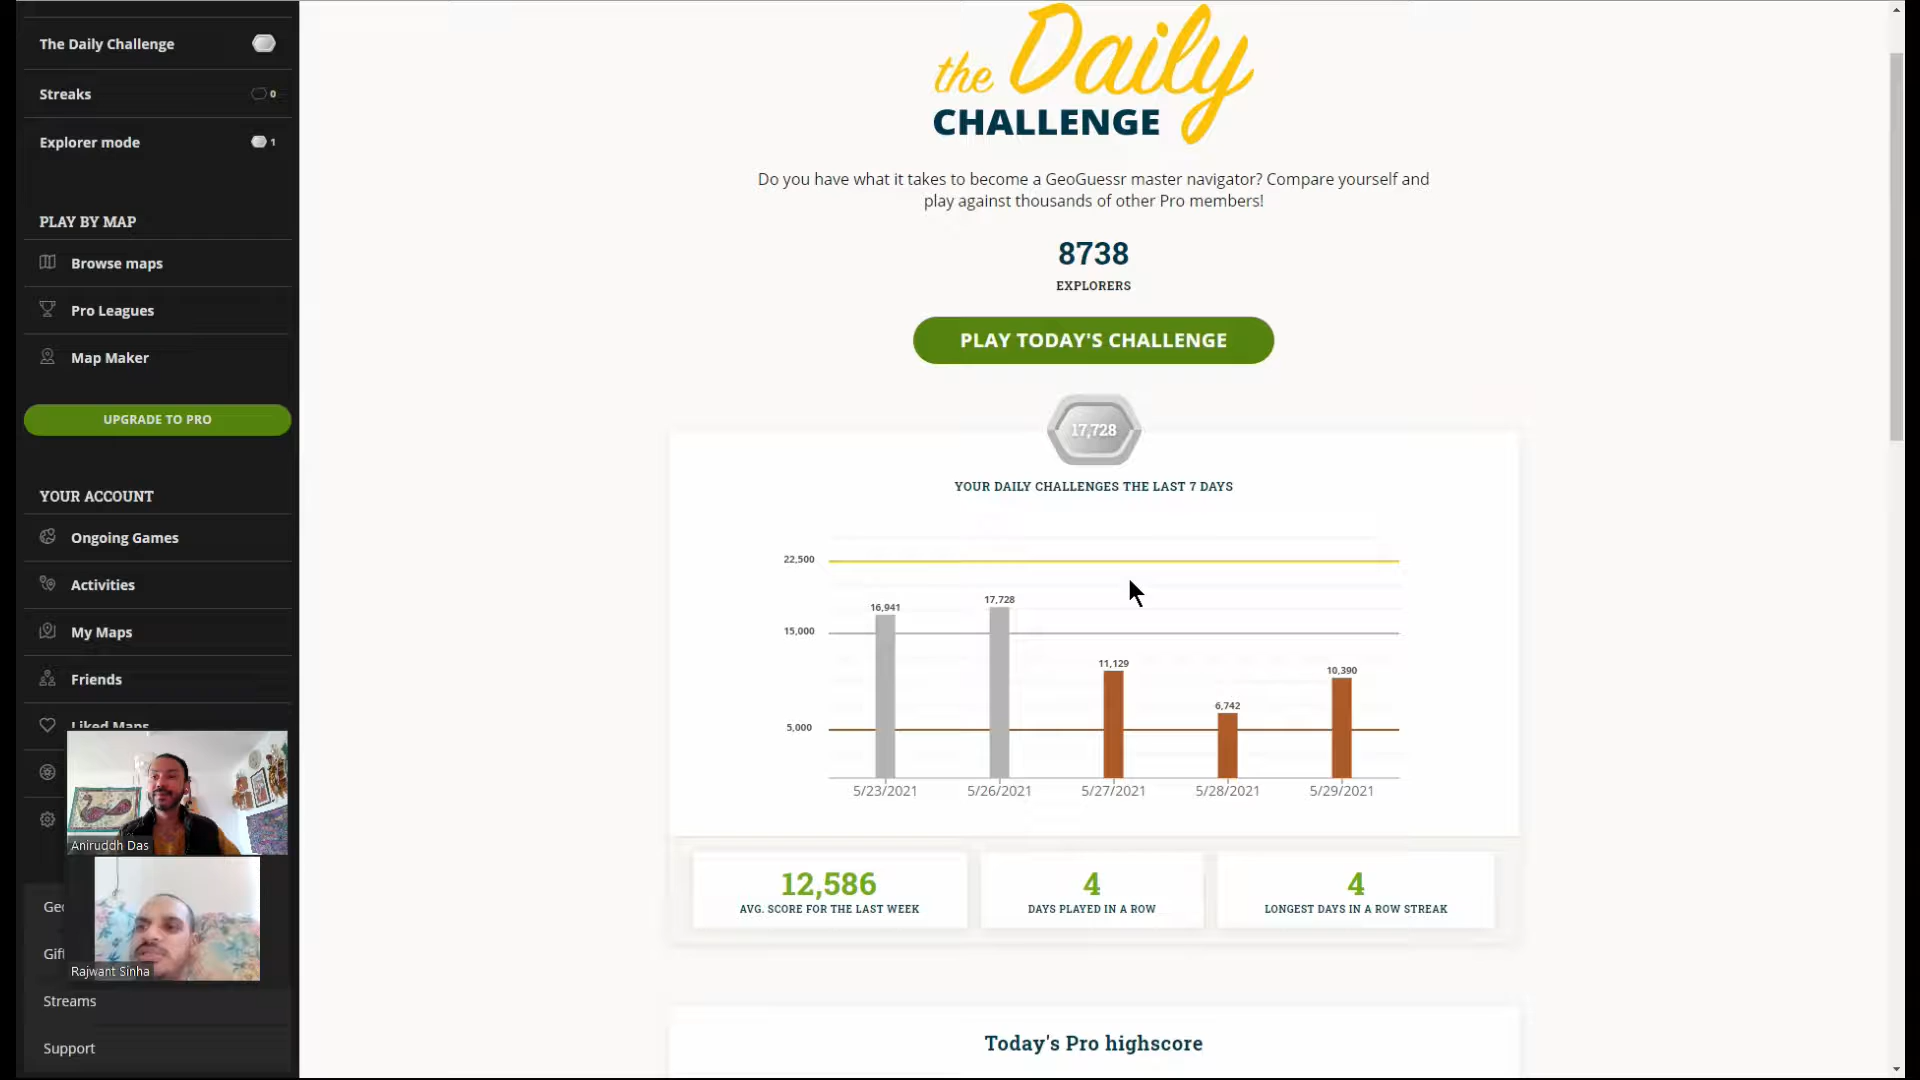 The Daily Challenge
Streaks 0
Explorer mode 1
PLAY BY MAP
Browse maps
Pro Leagues
Map Maker
UPGRADE TO PRO
YOUR ACCOUNT
Ongoing Games
Activities
My Maps
Friends
Liked Maps
Aniruddh Das
Geo
Gift
Rajwant Sinha
Streams
Support
the Daily
CHALLENGE
Do you have what it takes to become a GeoGuessr master navigator? Compare yourself and
play against thousands of other Pro members!
8738
EXPLORERS
PLAY TODAY'S CHALLENGE
17,728
YOUR DAILY CHALLENGES THE LAST 7 DAYS
22,500
15,000
5,000
16,941
17,728
11,129
6,742
10,390
5/23/2021 5/26/2021 5/27/2021 5/28/2021 5/29/2021
12,586
AVG. SCORE FOR THE LAST WEEK
4
DAYS PLAYED IN A ROW
4
LONGEST DAYS IN A ROW STREAK
Today's Pro highscore